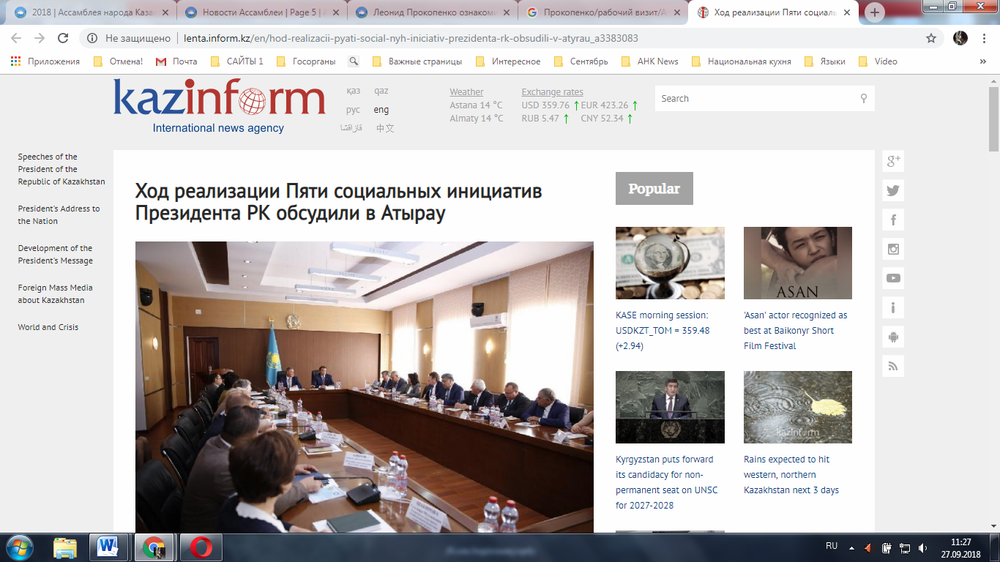 2018 | Ассамблея народа Казах
Новости Ассамблеи | Page 5 | А
Леонид Прокопенко ознакоми
Прокопенко/рабочий визит/А
Ход реализации Пяти социаль
Не защищено
lenta.inform.kz/en/hod-realizacii-pyati-social-nyh-iniciativ-prezidenta-rk-obsudili-v-atyrau_a3383083
Приложения
Отмена!
Почта
САЙТЫ 1
Госорганы
Важные страницы
Интересное
Сентябрь
АНК News
Национальная кухня
Языки
Video
»
kazinform
International news agency
қаз qaz
рус eng
قازاقشا 中文
Weather
Astana 14 °C
Almaty 14 °C
Exchange rates
USD 359.76 ↑ EUR 423.26 ↑
RUB 5.47 ↑ CNY 52.34 ↑
Search
Speeches of the
President of the
Republic of Kazakhstan
President's Address to
the Nation
Development of the
President's Message
Foreign Mass Media
about Kazakhstan
World and Crisis
Ход реализации Пяти социальных инициатив
Президента РК обсудили в Атырау
Popular
ASAN
KASE morning session:
USDKZT_TOM = 359.48
(+2.94)
'Asan' actor recognized as
best at Baikonyr Short
Film Festival
kazinform
Kyrgyzstan puts forward
its candidacy for non-
permanent seat on UNSC
for 2027-2028
Rains expected to hit
western, northern
Kazakhstan next 3 days
g+
RU
11:27
27.09.2018